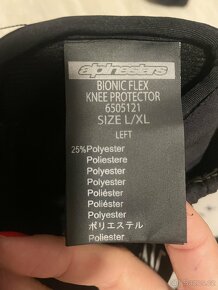 alpinestars
BIONIC FLEX
KNEE PROTECTOR
6505121
SIZE L/XL
LEFT
25%Polyester
Poliestere
Polyester
Polyester
Poliéster
Poliéster
Polyester
ポリエステル
Poliester